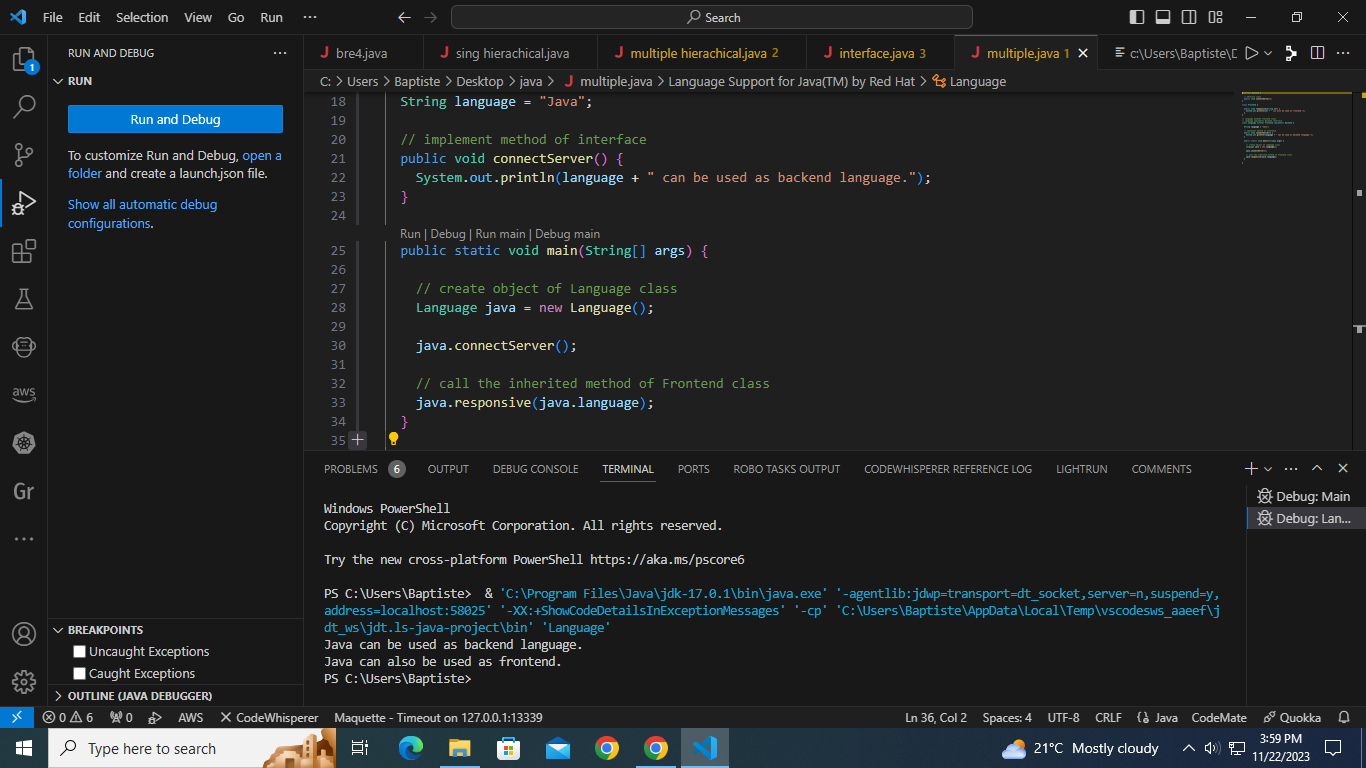 File Edit Selection View Go Run ··· Search
RUN AND DEBUG ···
bre4.java sing hierachical.java multiple hierachical.java 2 interface.java 3 multiple.java 1 c:\Users\Baptiste\D
C: > Users > Baptiste > Desktop > java > multiple.java > Language Support for Java(TM) by Red Hat > Language
RUN
Run and Debug
To customize Run and Debug, open a
folder and create a launch.json file.
Show all automatic debug
configurations.
BREAKPOINTS
Uncaught Exceptions
Caught Exceptions
OUTLINE (JAVA DEBUGGER)
1
Gr
aws
18 String language = "Java";
19
20 // implement method of interface
21 public void connectServer() {
22 System.out.println(language + " can be used as backend language.");
23 }
24
Run | Debug | Run main | Debug main
25 public static void main(String[] args) {
26
27 // create object of Language class
28 Language java = new Language();
29
30 java.connectServer();
31
32 // call the inherited method of Frontend class
33 java.responsive(java.language);
34 }
35
PROBLEMS 6 OUTPUT DEBUG CONSOLE TERMINAL PORTS ROBO TASKS OUTPUT CODEWHISPERER REFERENCE LOG LIGHTRUN COMMENTS
Debug: Main
Debug: Lan...
Windows PowerShell
Copyright (C) Microsoft Corporation. All rights reserved.
Try the new cross-platform PowerShell https://aka.ms/pscore6
PS C:\Users\Baptiste> & 'C:\Program Files\Java\jdk-17.0.1\bin\java.exe' '-agentlib:jdwp=transport=dt_socket,server=n,suspend=y,
address=localhost:58025' '-XX:+ShowCodeDetailsInExceptionMessages' '-cp' 'C:\Users\Baptiste\AppData\Local\Temp\vscodesws_aaeef\j
dt_ws\jdt.ls-java-project\bin' 'Language'
Java can be used as backend language.
Java can also be used as frontend.
PS C:\Users\Baptiste>
0 6 0 AWS CodeWhisperer Maquette - Timeout on 127.0.0.1:13339 Ln 36, Col 2 Spaces: 4 UTF-8 CRLF {} Java CodeMate Quokka
Type here to search 21°C Mostly cloudy 3:59 PM
11/22/2023